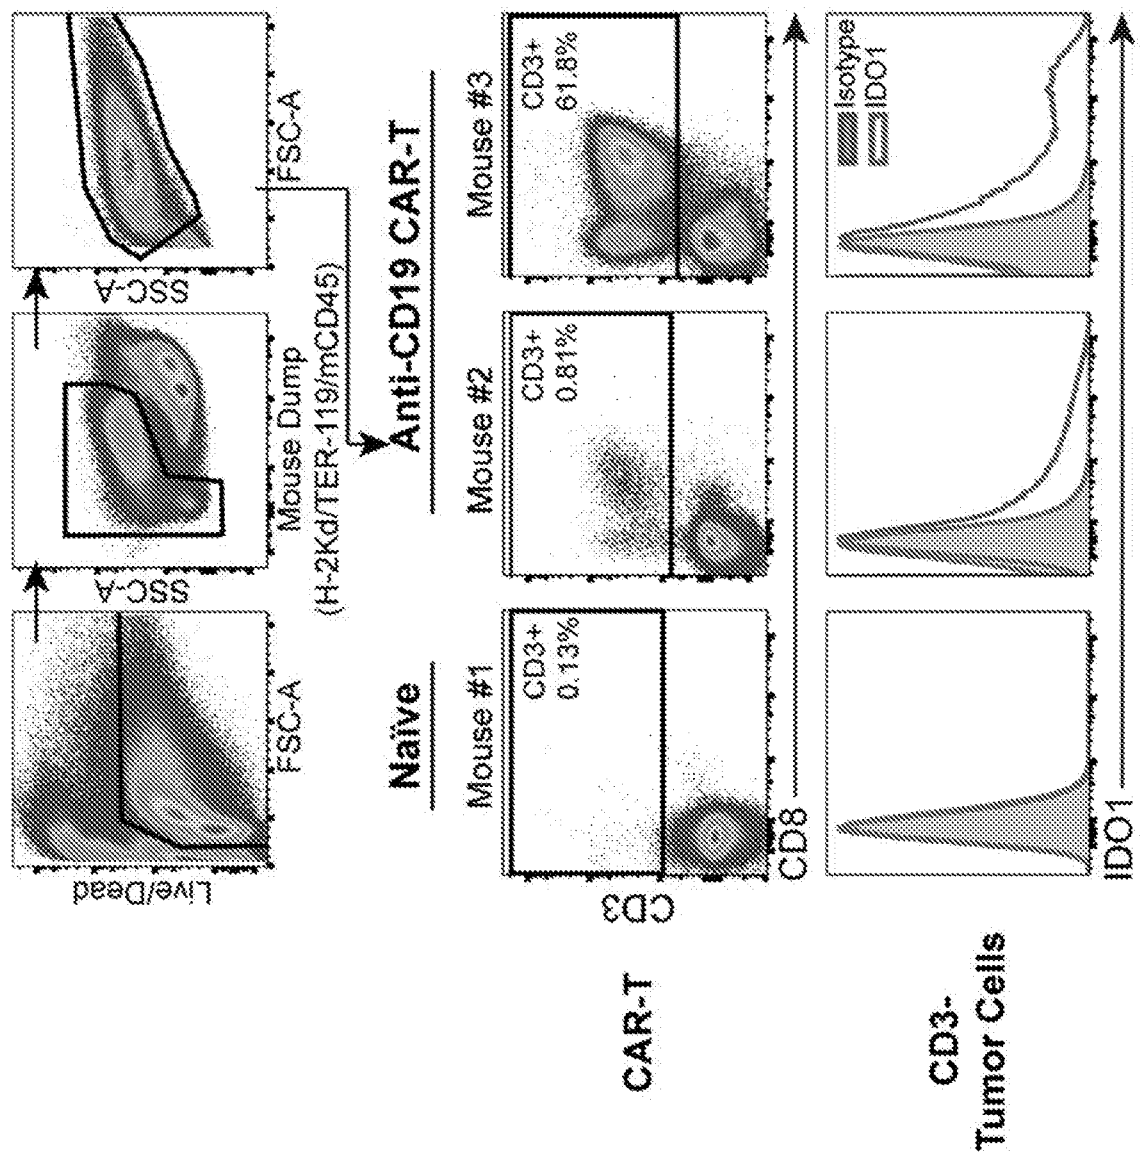 Live/Dead
FSC-A
SSC-A
Mouse Dump
(H-2Kd/TER-119/mCD45)
SSC-A
FSC-A
Naïve
Anti-CD19 CAR-T
Mouse #1
Mouse #2
Mouse #3
CAR-T
CD3
CD3+
0.13%
CD3+
0.81%
CD3+
61.8%
CD8
CD3-
Tumor Cells
Isotype
IDO1
IDO1